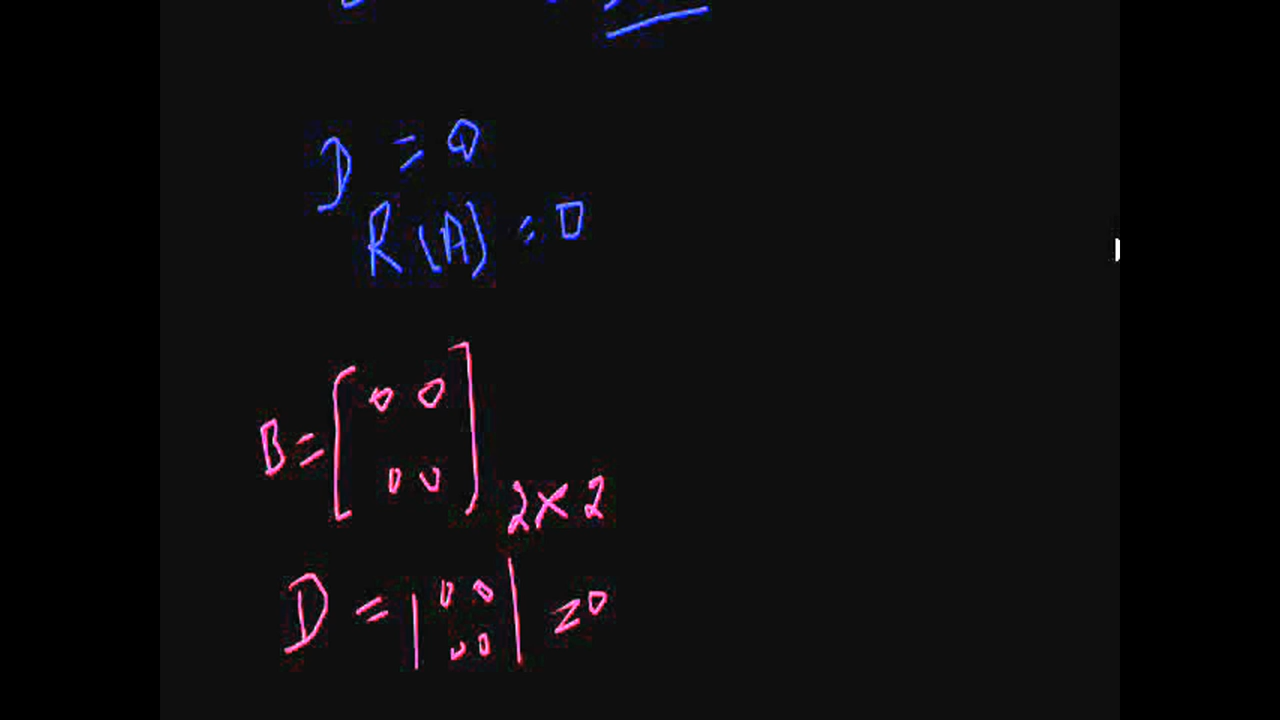 D = 0
R(A) = 0
B = [0 0
0 0] 2×2
D = |0 0
0 0| = 0